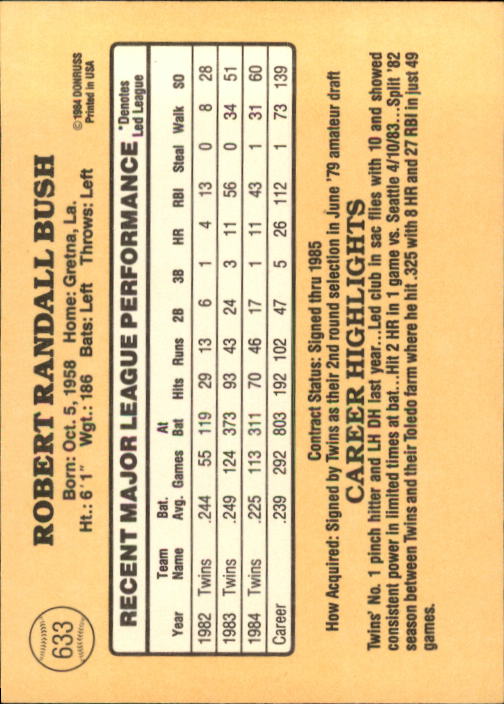 633
ROBERT RANDALL BUSH
©1984 DONRUSS
Printed in USA
Born: Oct. 5, 1958 Home: Gretna, La.
Ht.: 6'1" Wgt.: 186 Bats: Left Throws: Left
RECENT MAJOR LEAGUE PERFORMANCE *Denotes Led League
Year Team Name Bat. Avg. Games At Bat Hits Runs 2B 3B HR RBI Steal Walk SO
1982 Twins .244 55 119 29 13 6 1 4 13 0 8 28
1983 Twins .249 124 373 93 43 24 3 11 56 0 34 51
1984 Twins .225 113 311 70 46 17 1 11 43 1 31 60
Career .239 292 803 192 102 47 5 26 112 1 73 139
Contract Status: Signed thru 1985
How Acquired: Signed by Twins as their 2nd round selection in June '79 amateur draft
CAREER HIGHLIGHTS
Twins' No. 1 pinch hitter and LH DH last year...Led club in sac flies with 10 and showed
consistent power in limited times at bat...Hit 2 HR in 1 game vs. Seattle 4/10/83...Split '82
season between Twins and their Toledo farm where he hit .325 with 8 HR and 27 RBI in just 49
games.